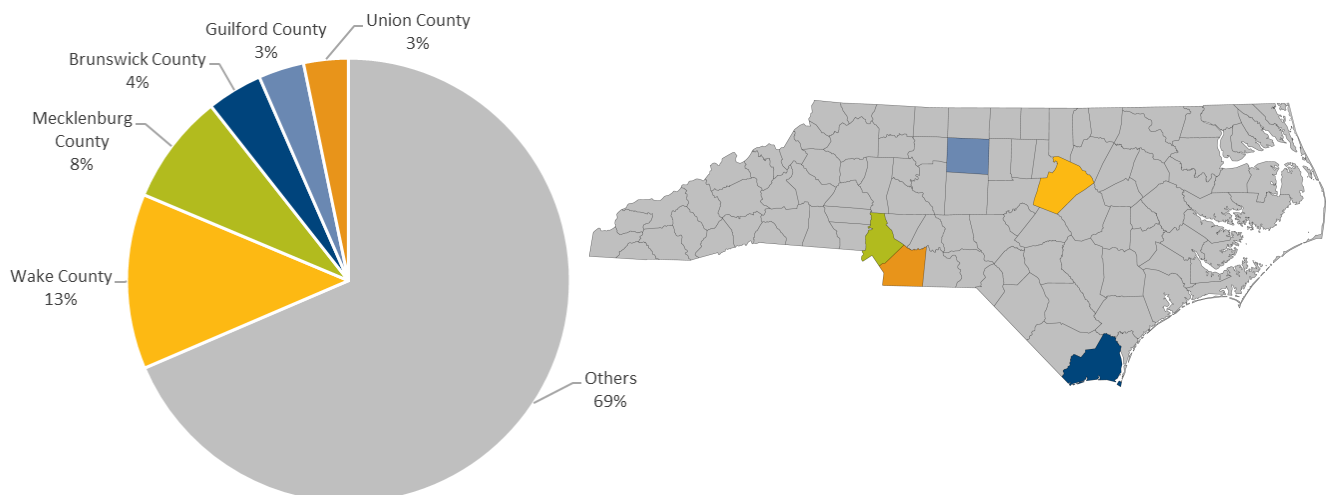 Union County
3%
Guilford County
3%
Brunswick County
4%
Mecklenburg
County
8%
Wake County
13%
Others
69%